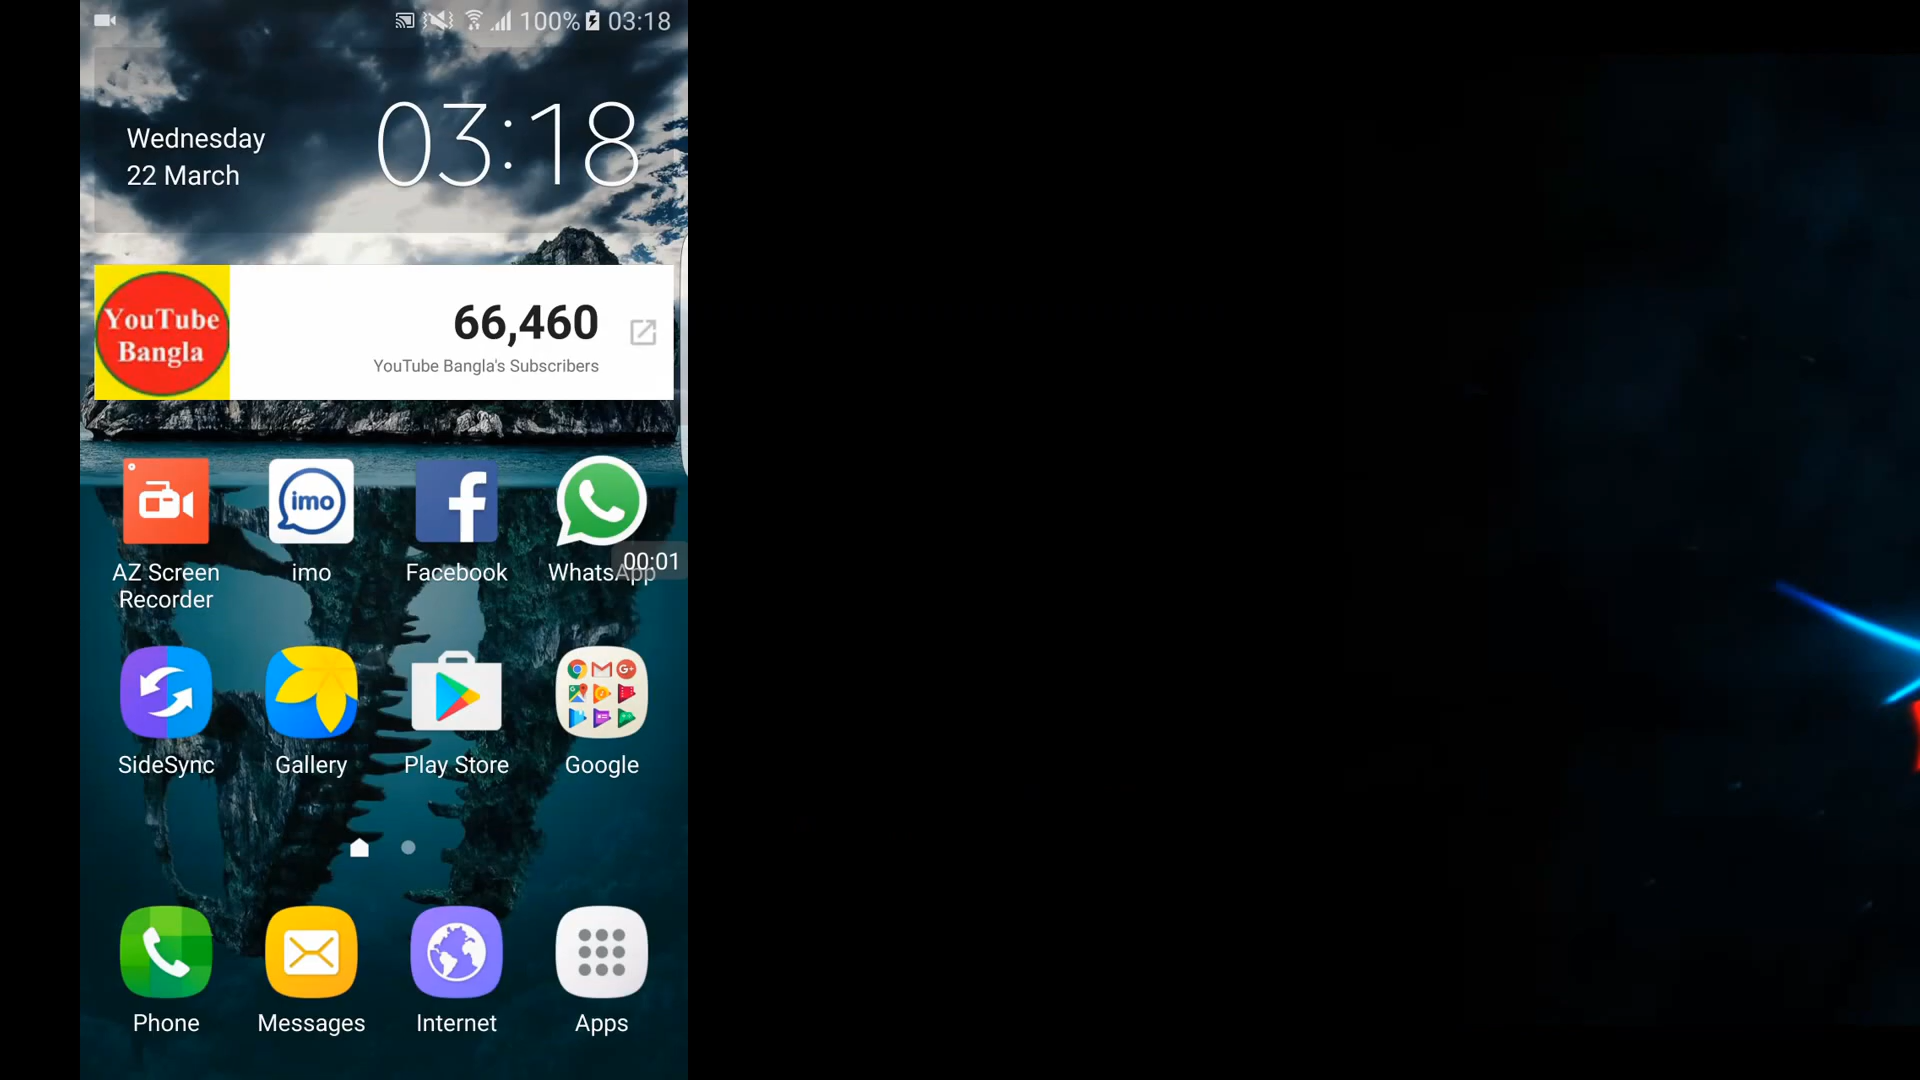 100% 03:18
Wednesday
22 March
03:18
YouTube
Bangla
66,460
YouTube Bangla's Subscribers
imo
AZ Screen
Recorder
imo
Facebook
WhatsApp
00:01
SideSync
Gallery
Play Store
Google
Phone
Messages
Internet
Apps